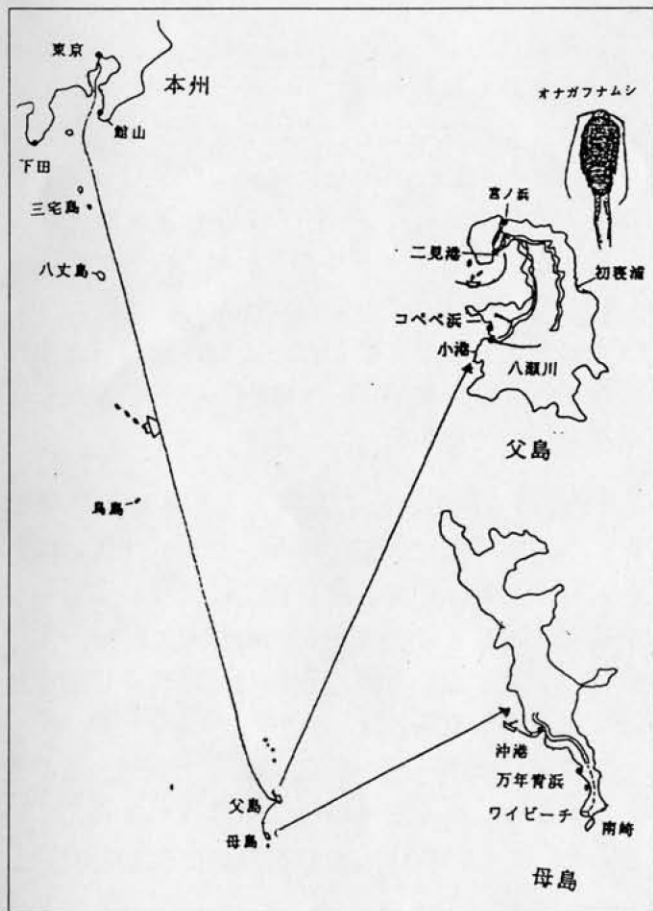 東京
本州
館山
下田
三宅島
八丈島
鳥島
父島
母島
オナガフナムシ
宮ノ浜
二見港
初寝浦
コペペ浜
小港
八瀬川
父島
沖港
万年青浜
ワイビーチ
南崎
母島